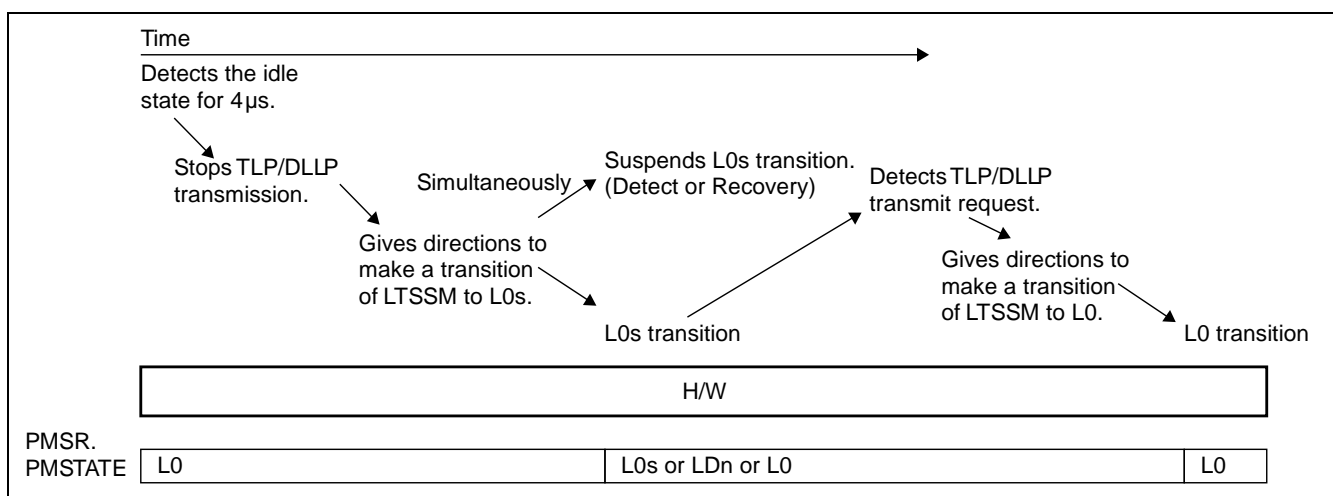 Time
Detects the idle
state for 4µs.
Stops TLP/DLLP
transmission.
Simultaneously
Suspends L0s transition.
(Detect or Recovery)
Detects TLP/DLLP
transmit request.
Gives directions to
make a transition
of LTSSM to L0s.
Gives directions to
make a transition
of LTSSM to L0.
L0s transition
L0 transition
H/W
PMSR.
PMSTATE
L0
L0s or LDn or L0
L0